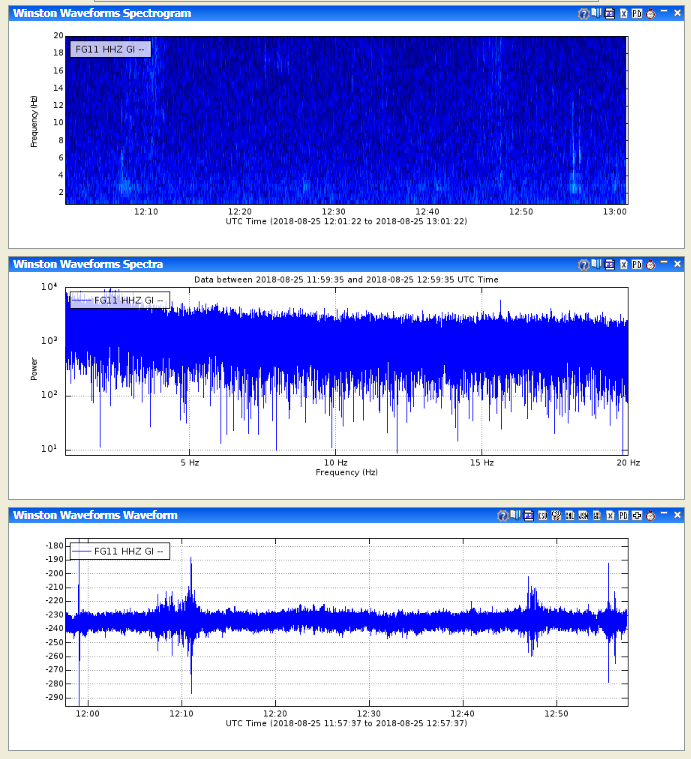 Winston Waveforms Spectrogram
X PD
FG11 HHZ GI --
Frequency (Hz)
20
18
16
14
12
10
8
6
4
2
12:10 12:20 12:30 12:40 12:50 13:00
UTC Time (2018-08-25 12:01:22 to 2018-08-25 13:01:22)
Winston Waveforms Spectra
X PD
Data between 2018-08-25 11:59:35 and 2018-08-25 12:59:35 UTC Time
FG11 HHZ GI --
Power
10⁴
10³
10²
10¹
5 Hz 10 Hz 15 Hz 20 Hz
Frequency (Hz)
Winston Waveforms Waveform
X PD
FG11 HHZ GI --
-180
-190
-200
-210
-220
-230
-240
-250
-260
-270
-280
-290
12:00 12:10 12:20 12:30 12:40 12:50
UTC Time (2018-08-25 11:57:37 to 2018-08-25 12:57:37)